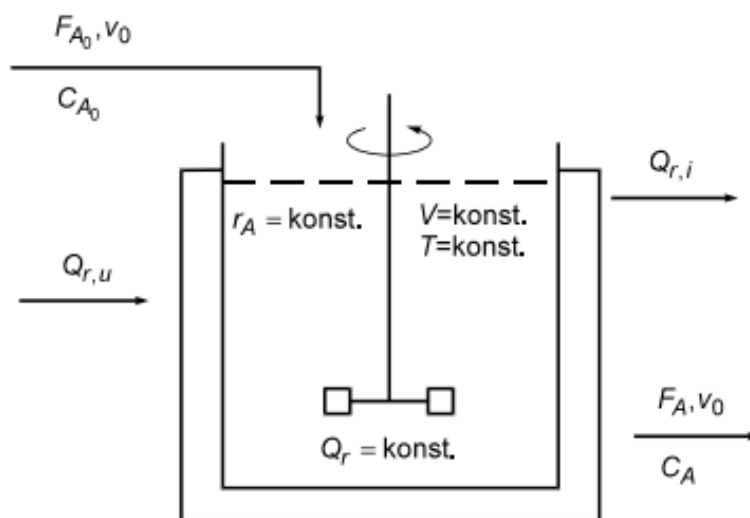 F_{A_0}, v_0
C_{A_0}
Q_{r,i}
r_A = konst.
V=konst.
T=konst.
Q_{r,u}
F_A, v_0
Q_r = konst.
C_A